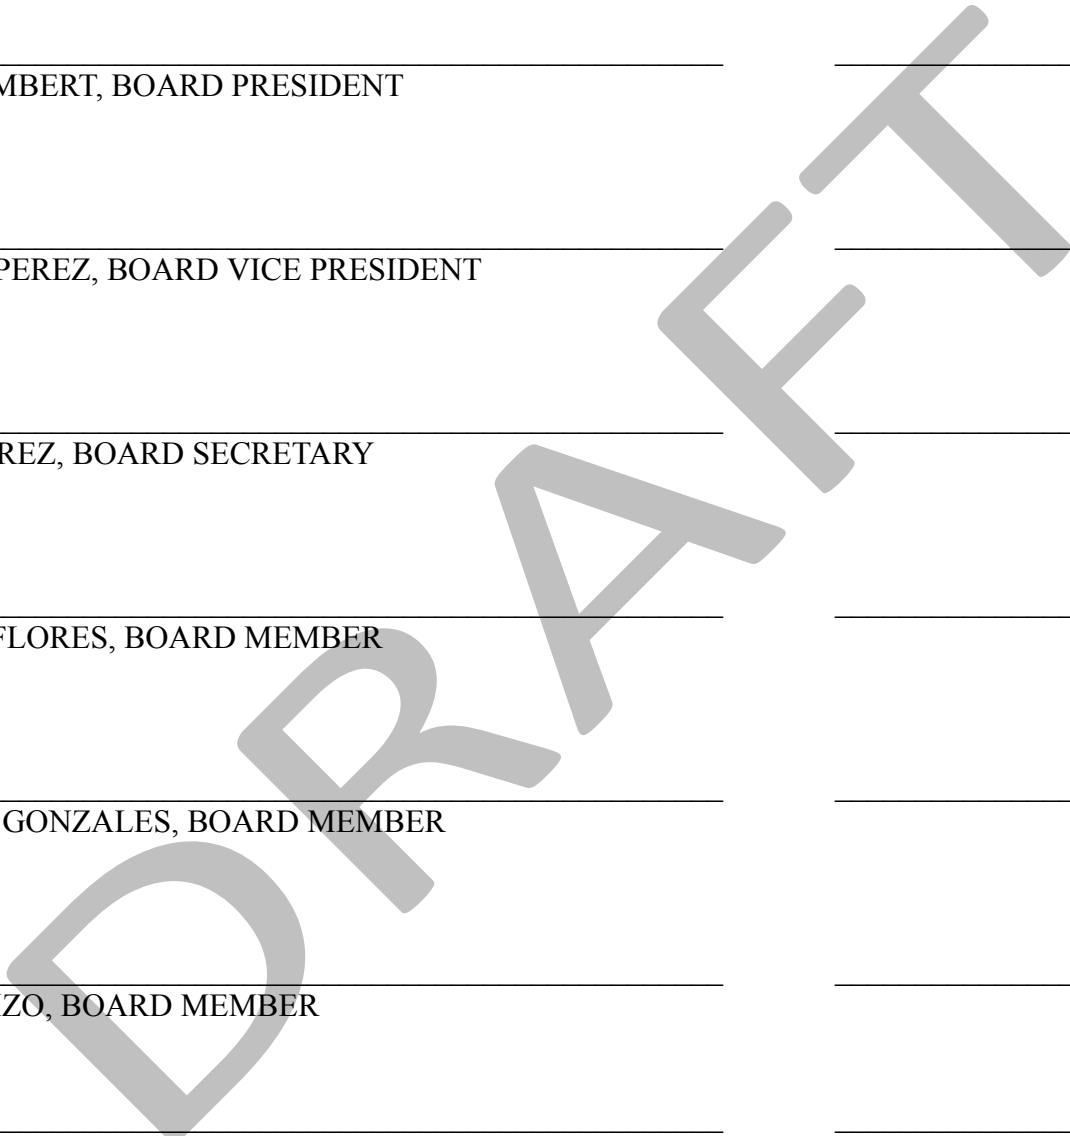 MBERT, BOARD PRESIDENT
PEREZ, BOARD VICE PRESIDENT
REZ, BOARD SECRETARY
FLORES, BOARD MEMBER
GONZALES, BOARD MEMBER
ZO, BOARD MEMBER
DRAFT